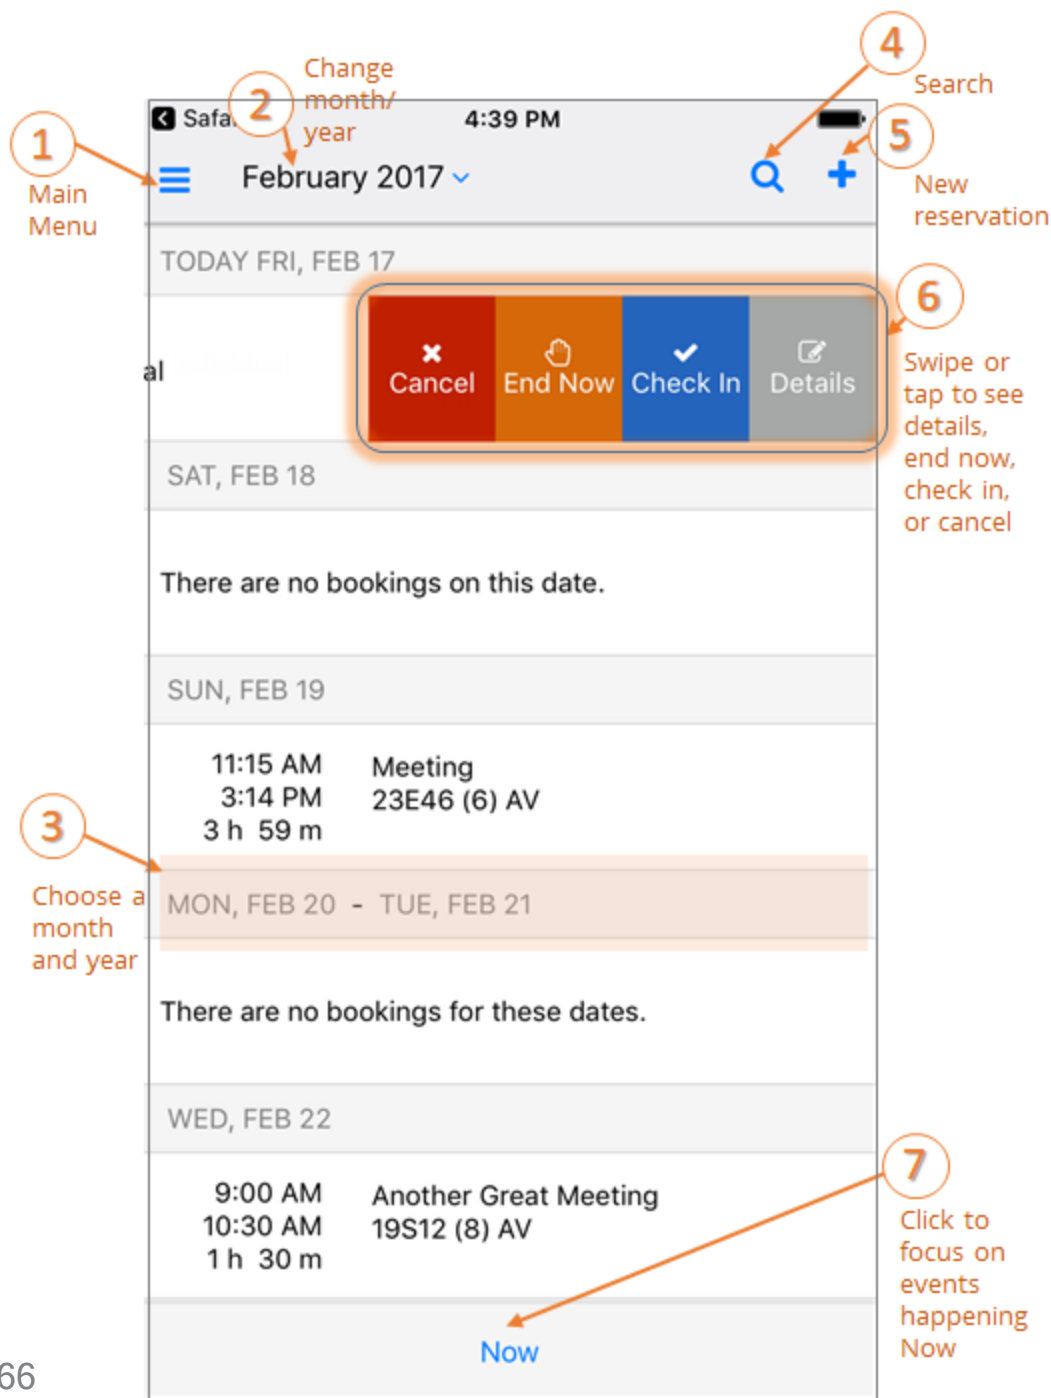 4
Change
month/
year
Search
2
Safa
4:39 PM
5
1
February 2017
New
reservation
Main
Menu
TODAY FRI, FEB 17
6
al
Cancel
End Now
Check In
Details
Swipe or
tap to see
details,
end now,
check in,
or cancel
SAT, FEB 18
There are no bookings on this date.
SUN, FEB 19
11:15 AM
3:14 PM
3 h 59 m
Meeting
23E46 (6) AV
3
Choose a
month
and year
MON, FEB 20 - TUE, FEB 21
There are no bookings for these dates.
WED, FEB 22
9:00 AM
10:30 AM
1 h 30 m
Another Great Meeting
19S12 (8) AV
7
Click to
focus on
events
happening
Now
Now
66